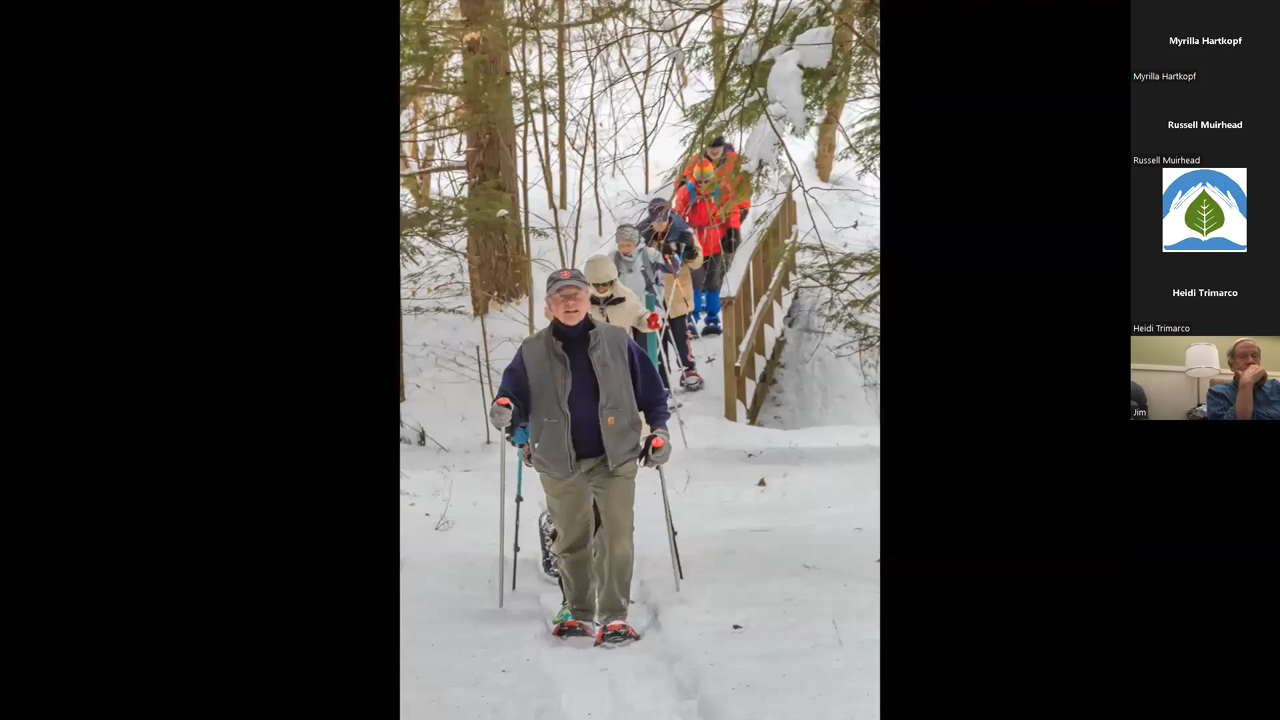 Myrilla Hartkopf
Myrilla Hartkopf
Russell Muirhead
Russell Muirhead
Heidi Trimarco
Heidi Trimarco
Jim